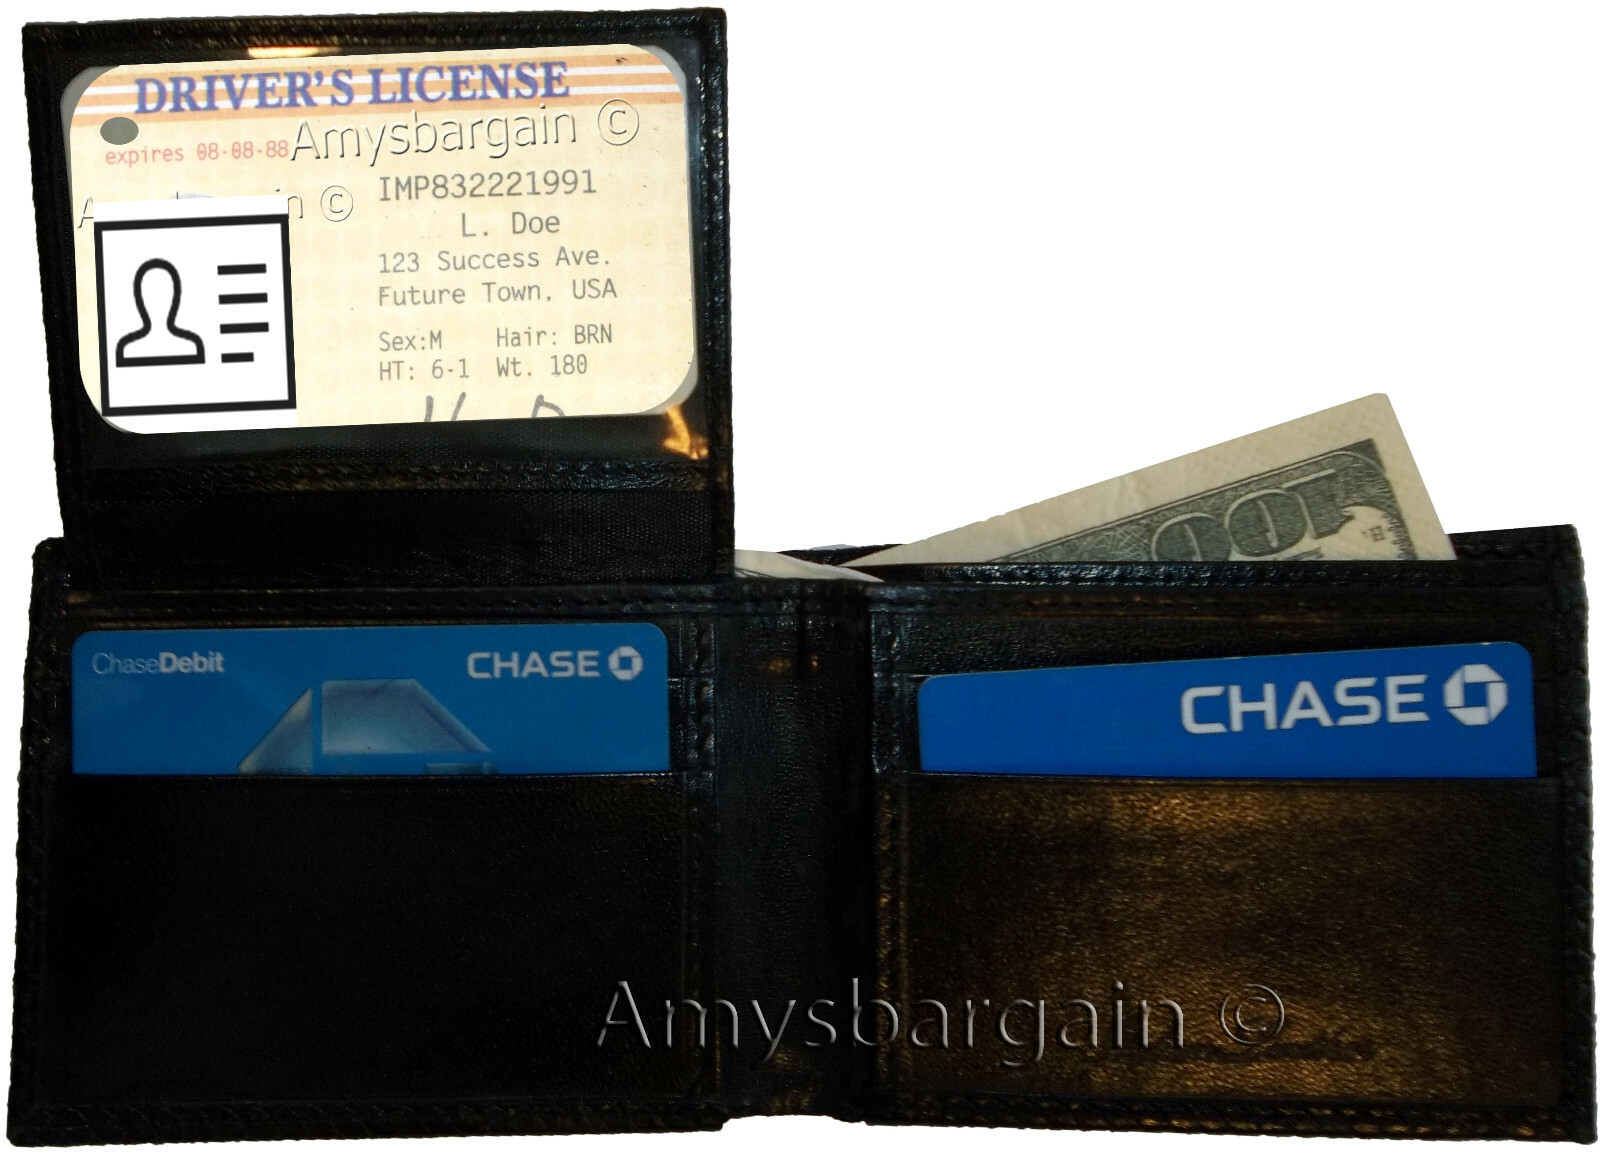 DRIVER'S LICENSE
expires 08-08-88
Amysbargain ©
IMP832221991
L. Doe
123 Success Ave.
Future Town, USA
Sex:M Hair: BRN
HT: 6-1 Wt. 180
100
ChaseDebit
CHASE
CHASE
Amysbargain ©